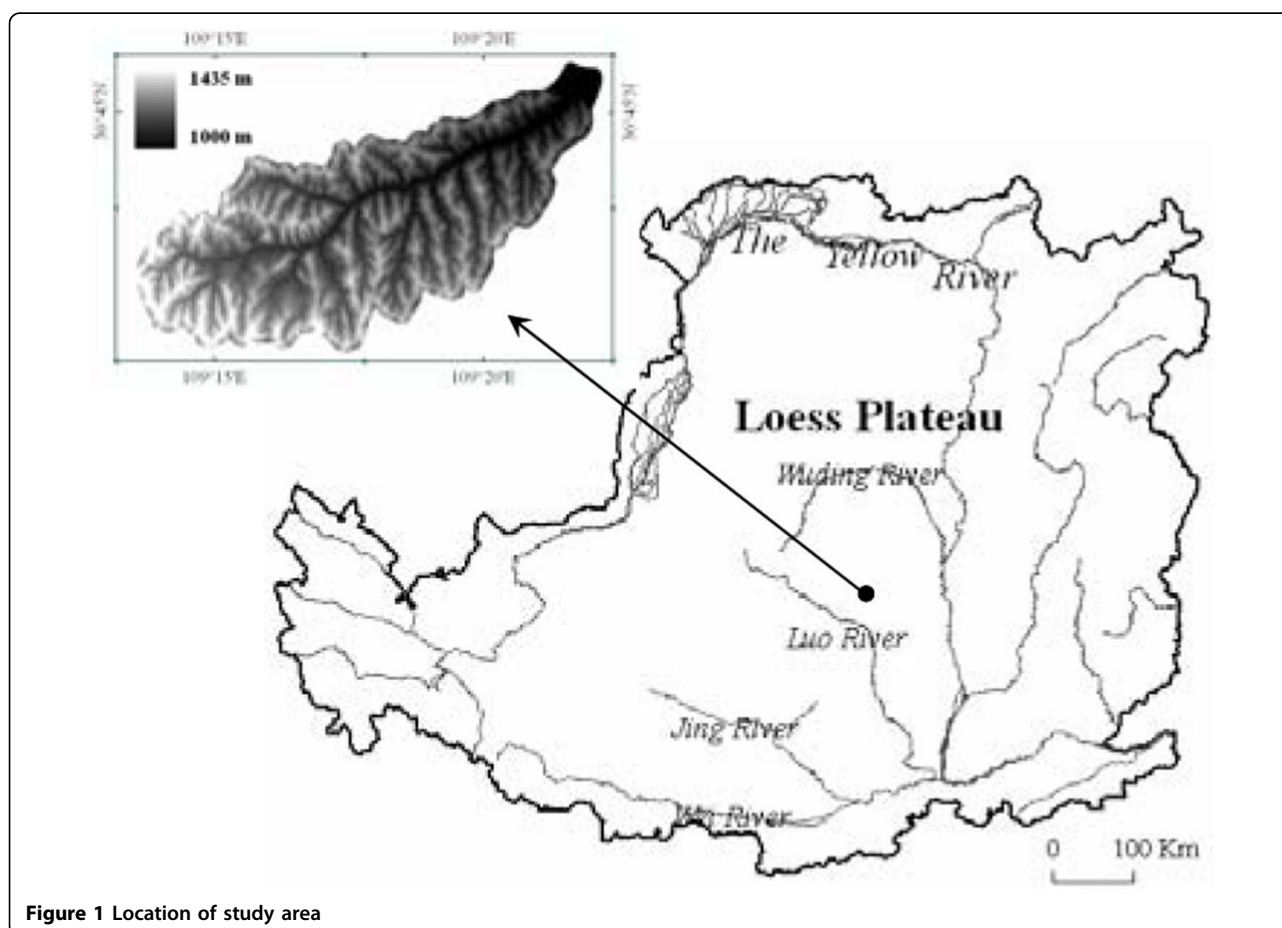 109°15'E 109°20'E
1435 m
1000 m
36°45'N 36°45'N
109°15'E 109°20'E
The Yellow River
Loess Plateau
Wuding River
Luo River
Jing River
Wei River
0 100 Km
Figure 1 Location of study area